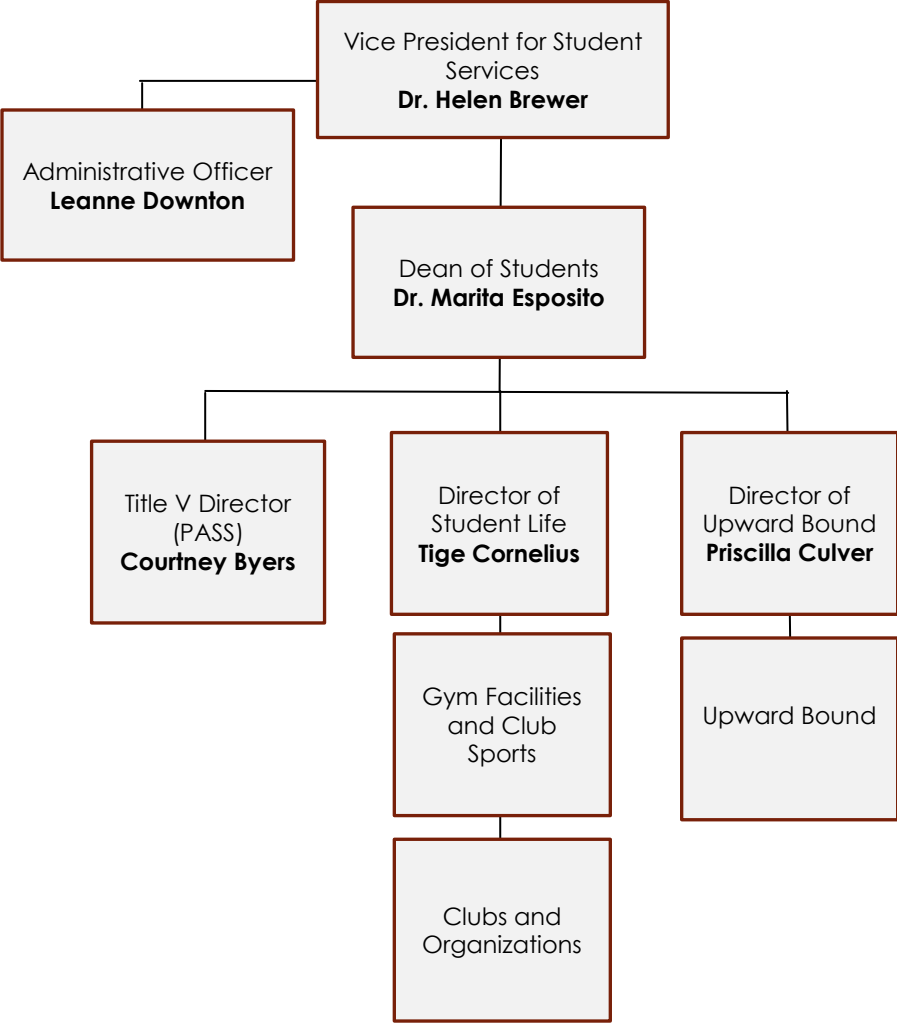 Vice President for Student
Services
Dr. Helen Brewer
Administrative Officer
Leanne Downton
Dean of Students
Dr. Marita Esposito
Title V Director
(PASS)
Courtney Byers
Director of
Student Life
Tige Cornelius
Director of
Upward Bound
Priscilla Culver
Gym Facilities
and Club
Sports
Upward Bound
Clubs and
Organizations